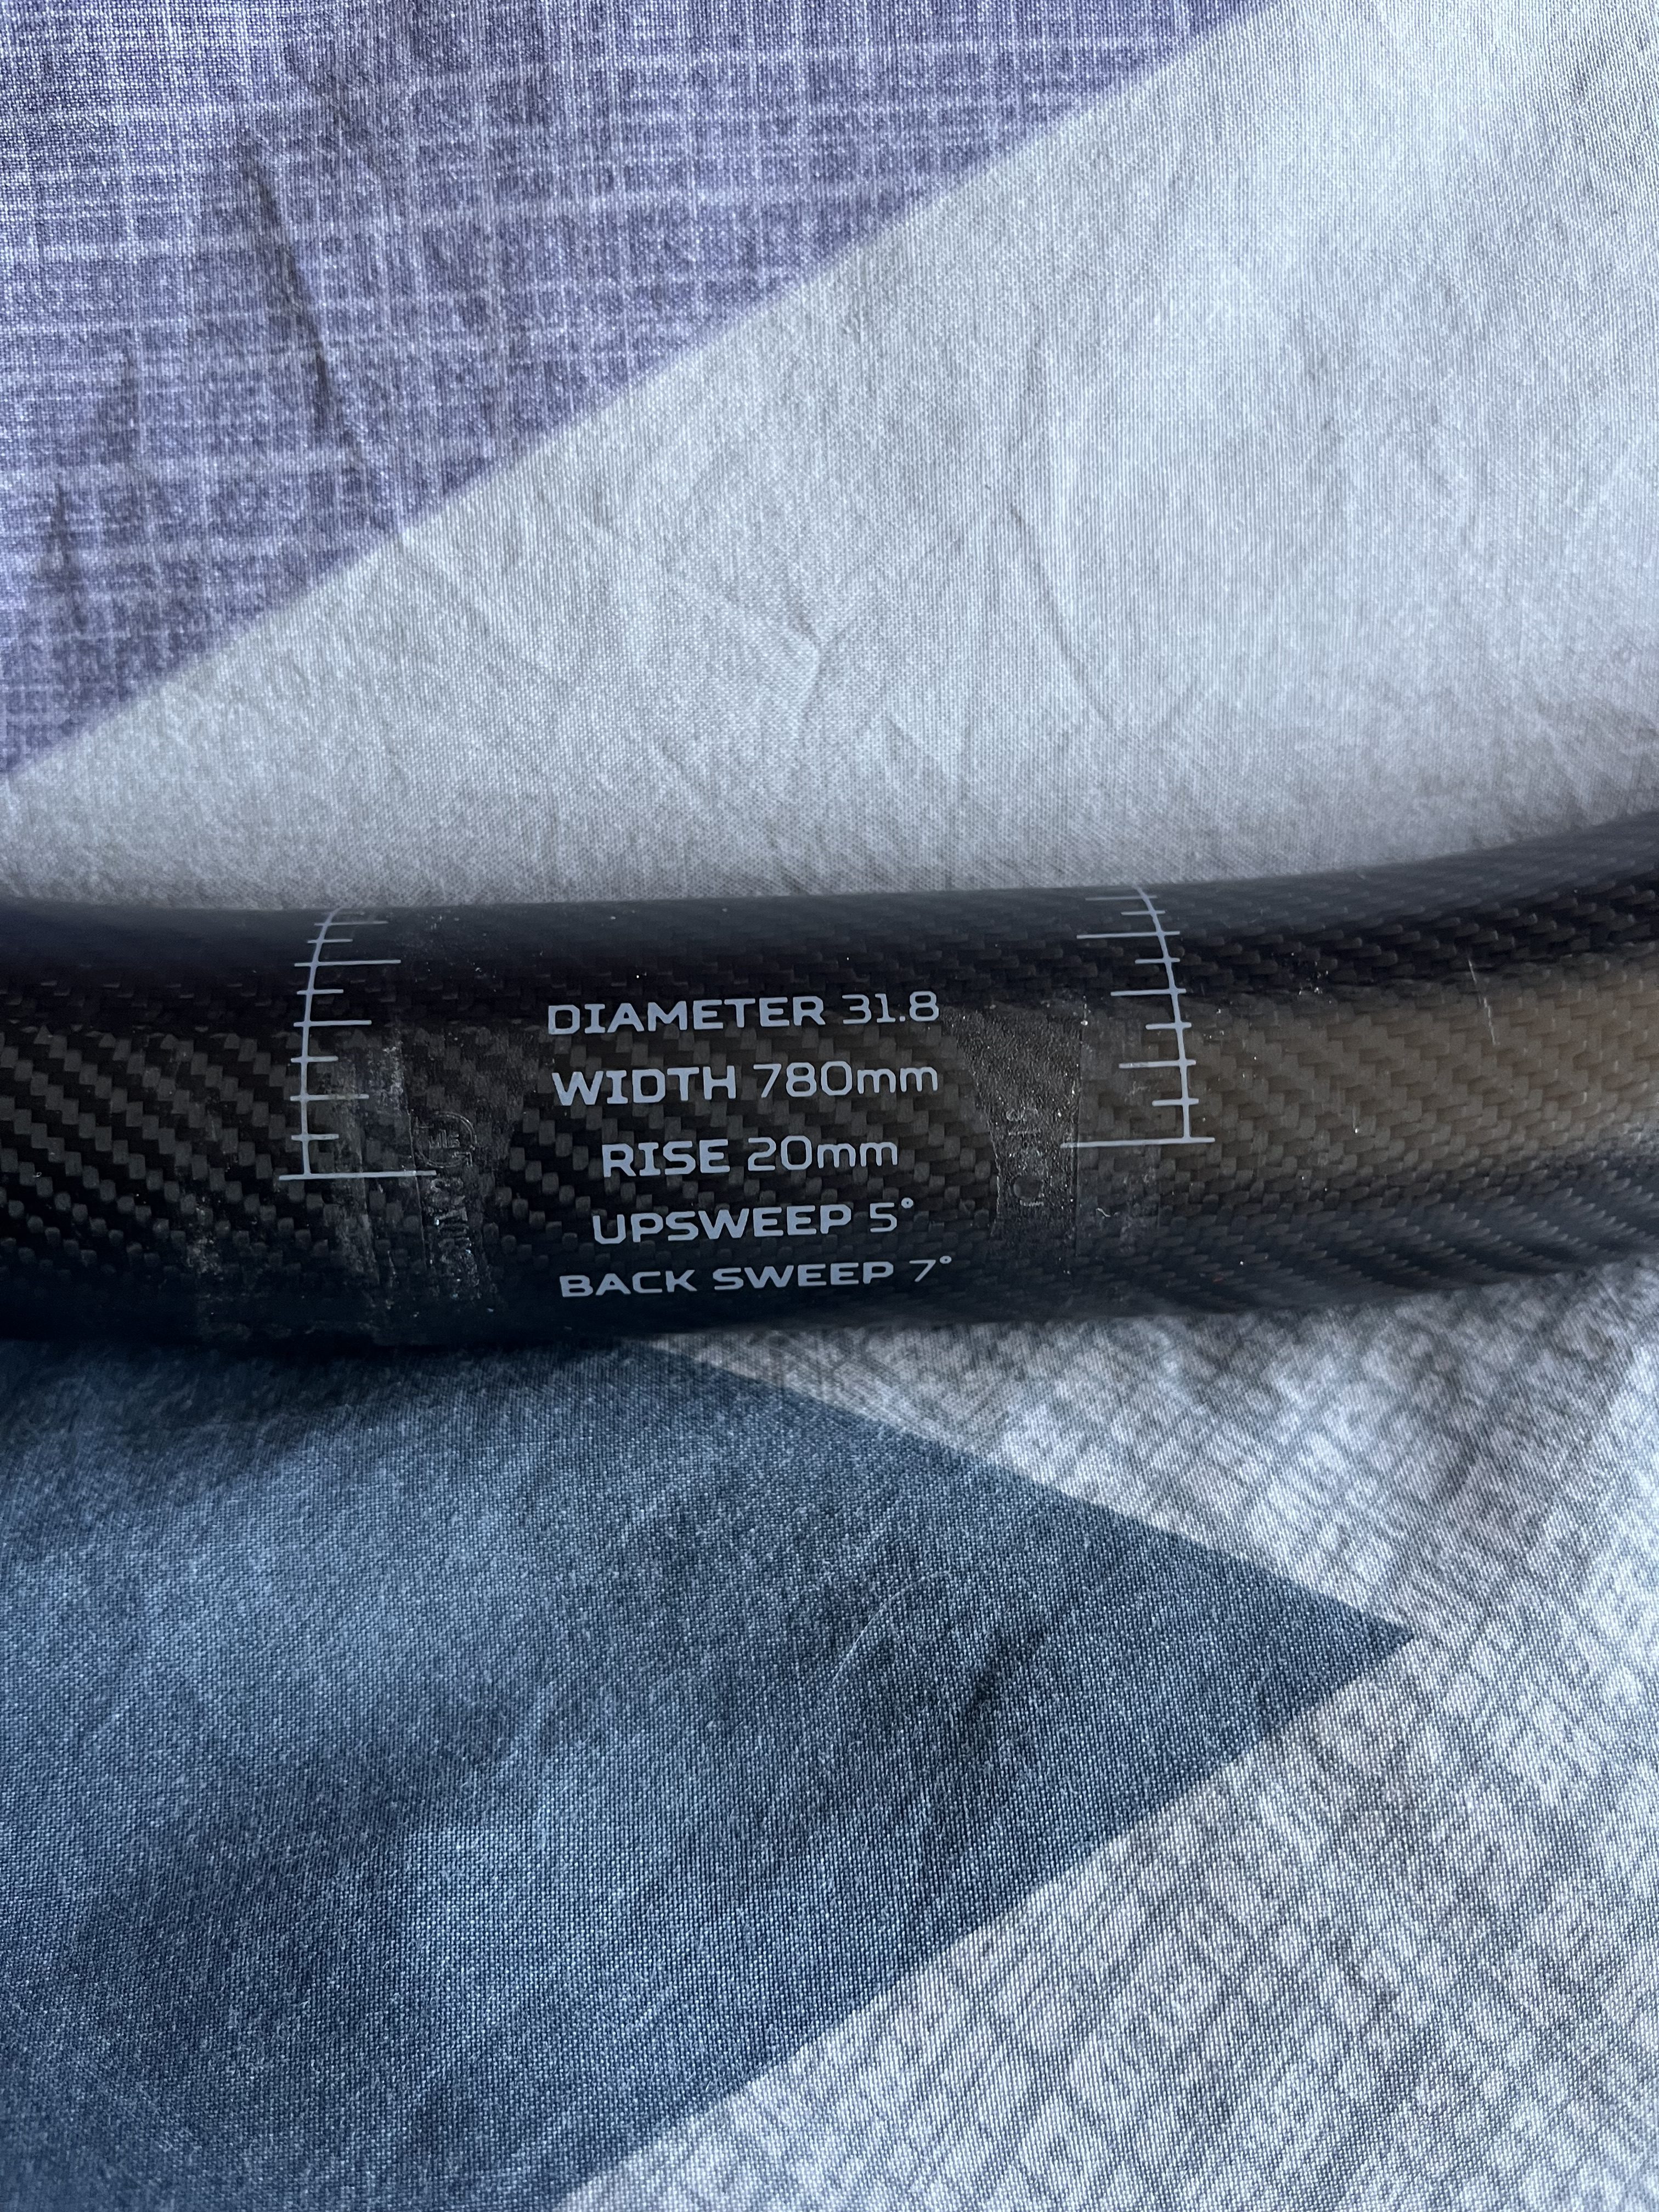 DIAMETER 31.8
WIDTH 780mm
RISE 20mm
UPSWEEP 5°
BACK SWEEP 7°